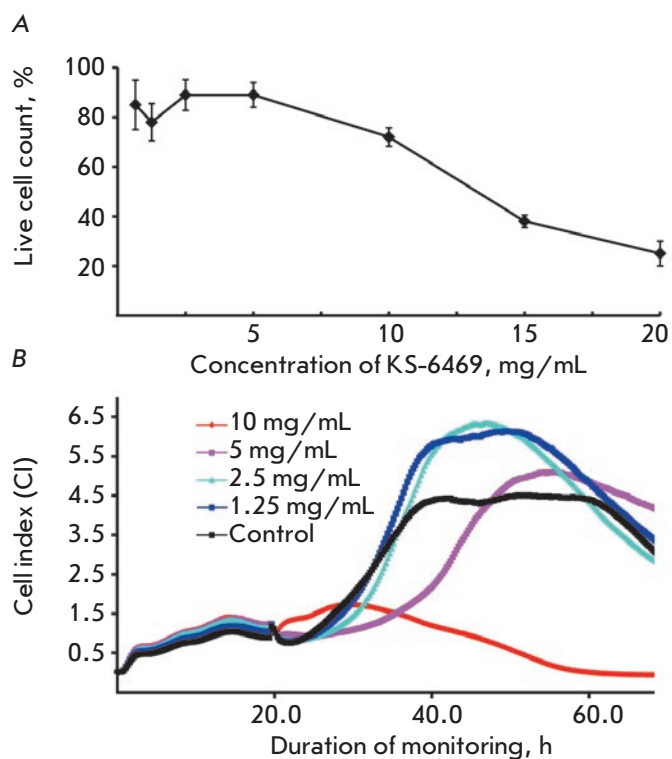 A
Live cell count, %
100
80
60
40
20
5 10 15 20
Concentration of KS-6469, mg/mL
B
Cell index (CI)
6.5
5.5
4.5
3.5
2.5
1.5
0.5
10 mg/mL
5 mg/mL
2.5 mg/mL
1.25 mg/mL
Control
20.0 40.0 60.0
Duration of monitoring, h